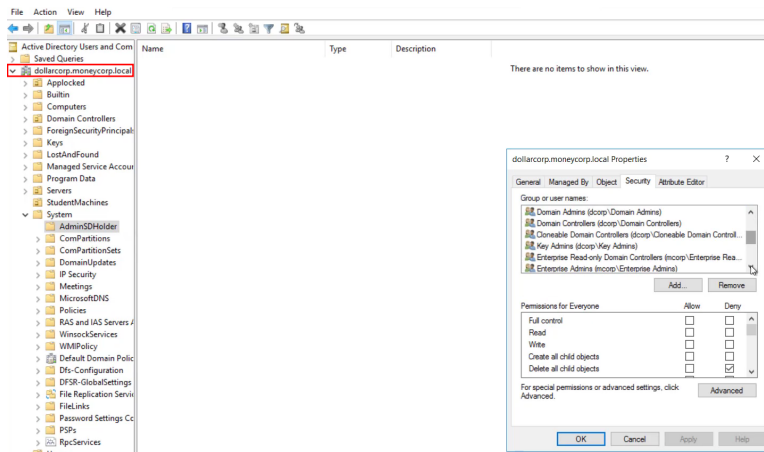 File Action View Help
Active Directory Users and Com
Name Type Description
Saved Queries
dollarcorp.moneycorp.local
There are no items to show in this view.
Applocked
Builtin
Computers
Domain Controllers
ForeignSecurityPrincipals
Keys
LostAndFound
Managed Service Accour
Program Data
Servers
StudentMachines
System
AdminSDHolder
ComPartitions
ComPartitionSets
DomainUpdates
IP Security
Meetings
MicrosoftDNS
Policies
RAS and IAS Servers A
WinsockServices
WMIPolicy
Default Domain Polic
Dfs-Configuration
DFSR-GlobalSettings
File Replication Servic
FileLinks
Password Settings Cc
PSPs
RpcServices
dollarcorp.moneycorp.local Properties
General Managed By Object Security Attribute Editor
Group or user names:
Domain Admins (dcorp\Domain Admins)
Domain Controllers (dcorp\Domain Controllers)
Cloneable Domain Controllers (dcorp\Cloneable Domain Controll...
Key Admins (dcorp\Key Admins)
Enterprise Read-only Domain Controllers (mcorp\Enterprise Rea...
Enterprise Admins (mcorp\Enterprise Admins)
Add... Remove
Permissions for Everyone Allow Deny
Full control
Read
Write
Create all child objects
Delete all child objects
For special permissions or advanced settings, click
Advanced.
Advanced
OK Cancel Apply Help